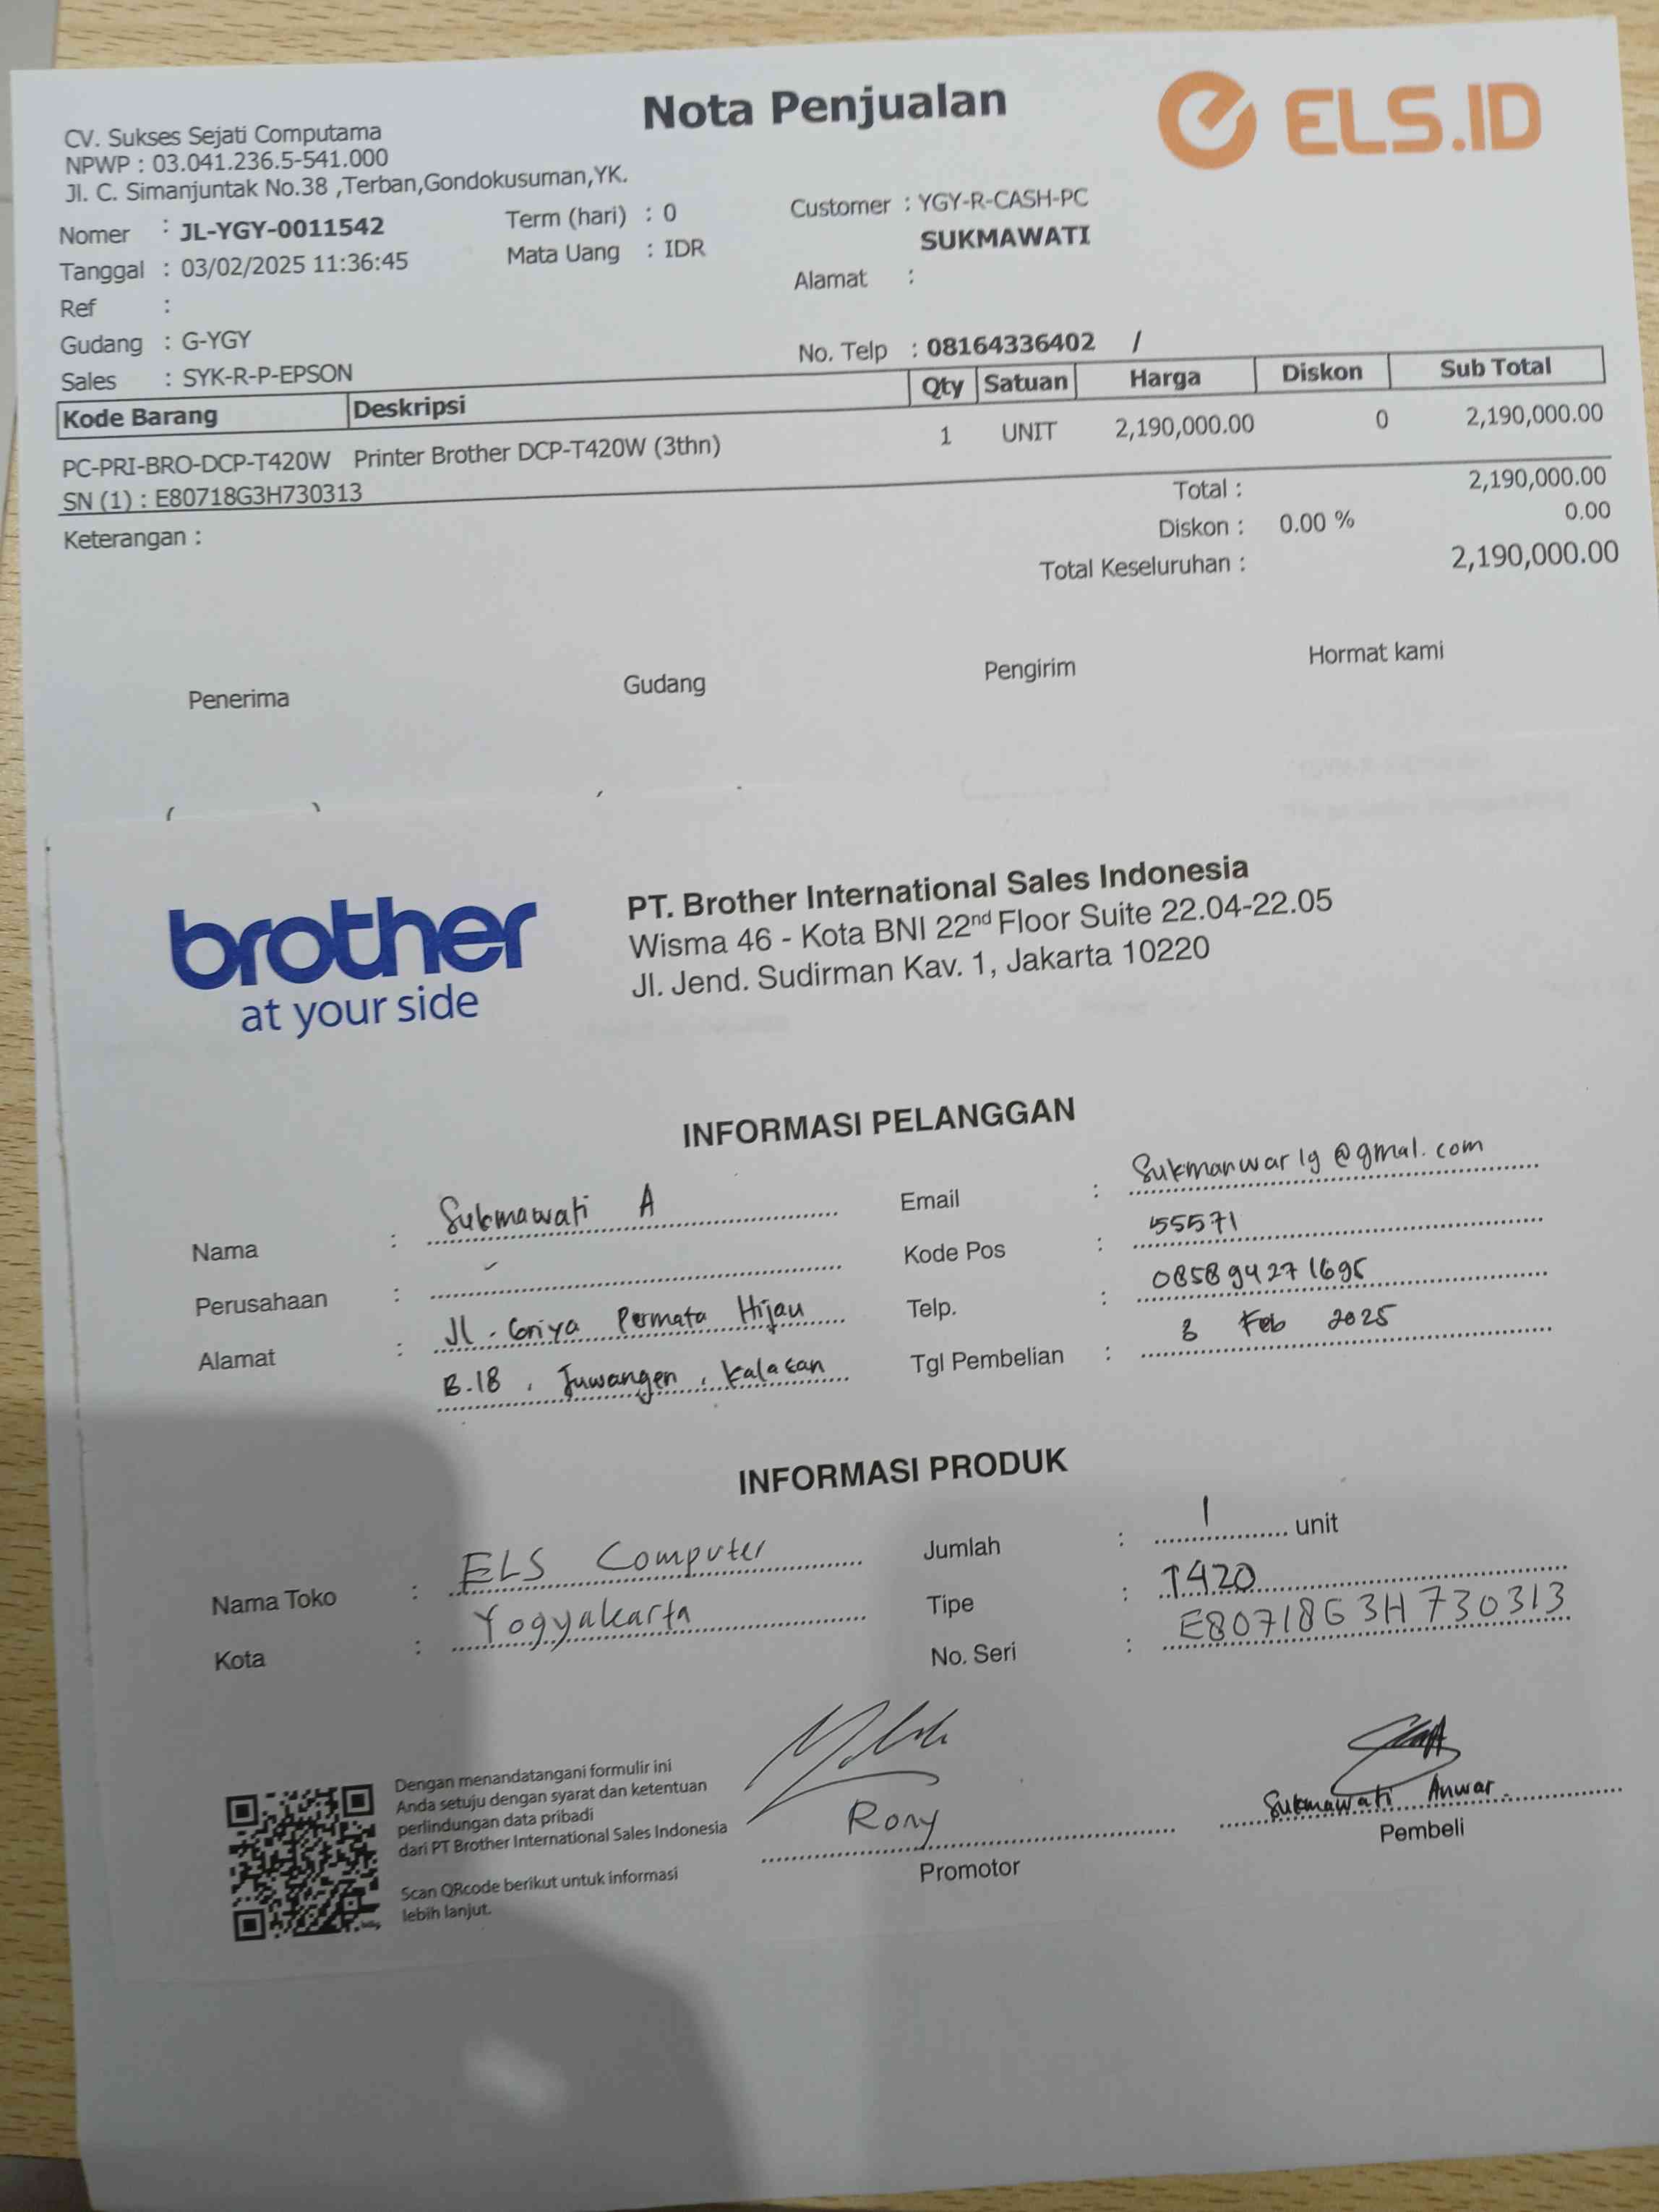 Nota Penjualan
ELS.ID
CV. Sukses Sejati Computama
NPWP : 03.041.236.5-541.000
Jl. C. Simanjuntak No.38 ,Terban,Gondokusuman,YK.
Nomer : JL-YGY-0011542 Term (hari) : 0 Customer : YGY-R-CASH-PC
SUKMAWATI
Tanggal : 03/02/2025 11:36:45 Mata Uang : IDR
Ref : Alamat :
Gudang : G-YGY
Sales : SYK-R-P-EPSON No. Telp : 08164336402 /
Kode Barang Deskripsi Qty Satuan Harga Diskon Sub Total
PC-PRI-BRO-DCP-T420W Printer Brother DCP-T420W (3thn) 1 UNIT 2,190,000.00 0 2,190,000.00
SN (1) : E80718G3H730313
Total : 2,190,000.00
Keterangan : Diskon : 0.00 % 0.00
Total Keseluruhan : 2,190,000.00
Penerima Gudang Pengirim Hormat kami
brother
at your side
PT. Brother International Sales Indonesia
Wisma 46 - Kota BNI 22nd Floor Suite 22.04-22.05
Jl. Jend. Sudirman Kav. 1, Jakarta 10220
INFORMASI PELANGGAN
Nama : Sukmawati A Email : Sukmanwar19@gmal.com
Perusahaan : - Kode Pos : 55571
Alamat : Jl. Griya Permata Hijau Telp. : 085894271695
B.18, Juwangen, Kalasan Tgl Pembelian : 3 Feb 2025
INFORMASI PRODUK
Nama Toko : ELS Computer Jumlah : 1 unit
Kota : Yogyakarta Tipe : T420
No. Seri : E80718G3H730313
Dengan menandatangani formulir ini
Anda setuju dengan syarat dan ketentuan
perlindungan data pribadi
dari PT Brother International Sales Indonesia
Scan QRcode berikut untuk informasi
lebih lanjut.
Rony
Promotor
Sukmawati Anwar
Pembeli